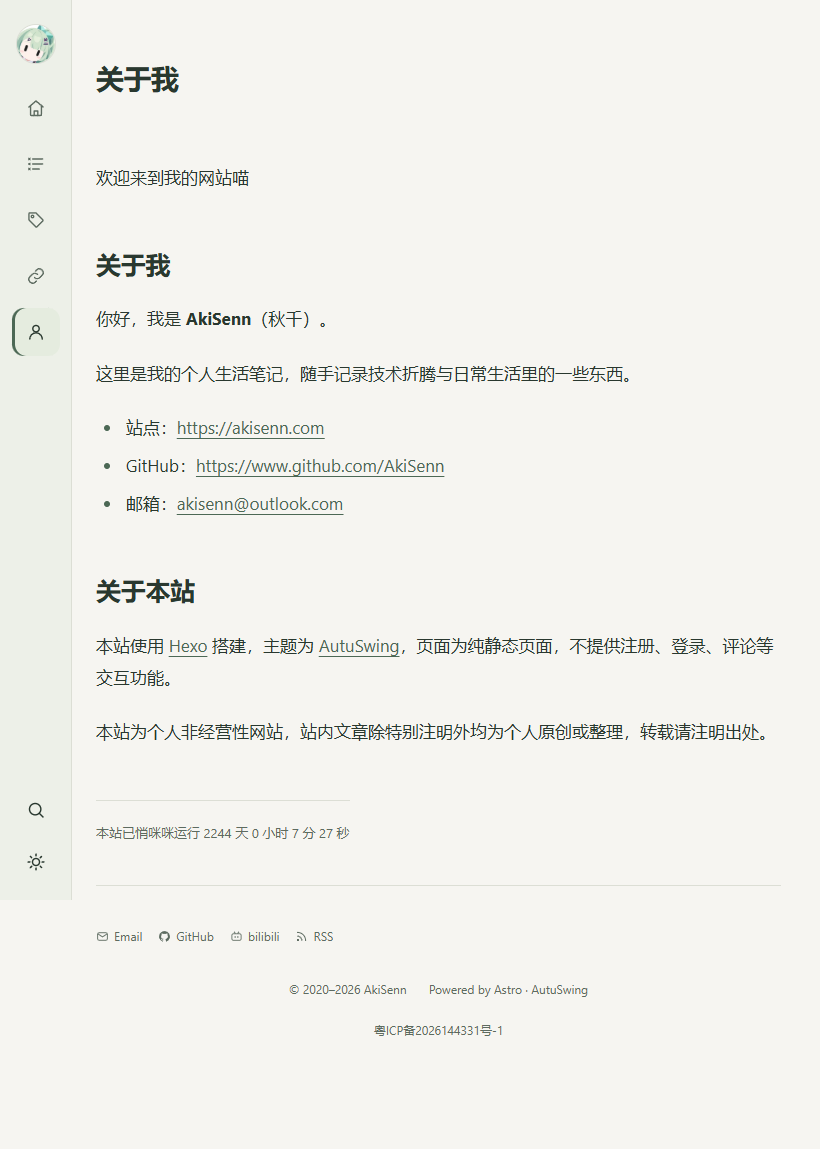 关于我
欢迎来到我的网站喵
关于我
你好，我是 AkiSenn（秋千）。
这里是我的个人生活笔记，随手记录技术折腾与日常生活里的一些东西。
站点：https://akisenn.com
GitHub：https://www.github.com/AkiSenn
邮箱：akisenn@outlook.com
关于本站
本站使用 Hexo 搭建，主题为 AutuSwing，页面为纯静态页面，不提供注册、登录、评论等
交互功能。
本站为个人非经营性网站，站内文章除特别注明外均为个人原创或整理，转载请注明出处。
本站已悄咪咪运行 2244 天 0 小时 7 分 27 秒
Email GitHub bilibili RSS
© 2020–2026 AkiSenn Powered by Astro · AutuSwing
粤ICP备2026144331号-1